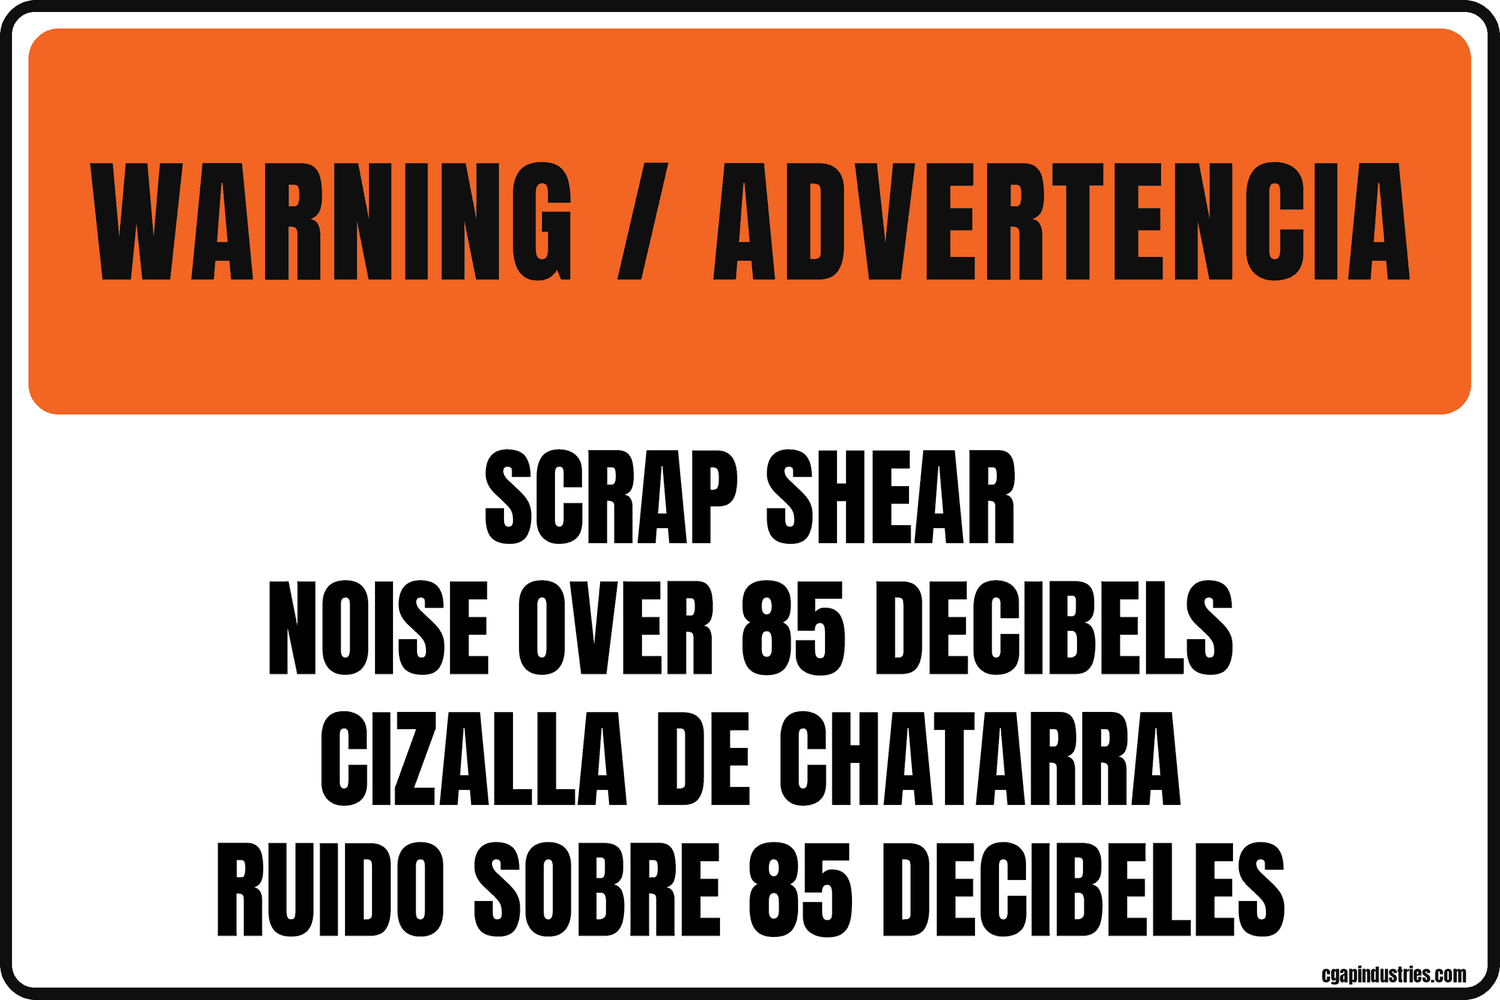 WARNING / ADVERTENCIA
SCRAP SHEAR
NOISE OVER 85 DECIBELS
CIZALLA DE CHATARRA
RUIDO SOBRE 85 DECIBELES
cgapindustries.com